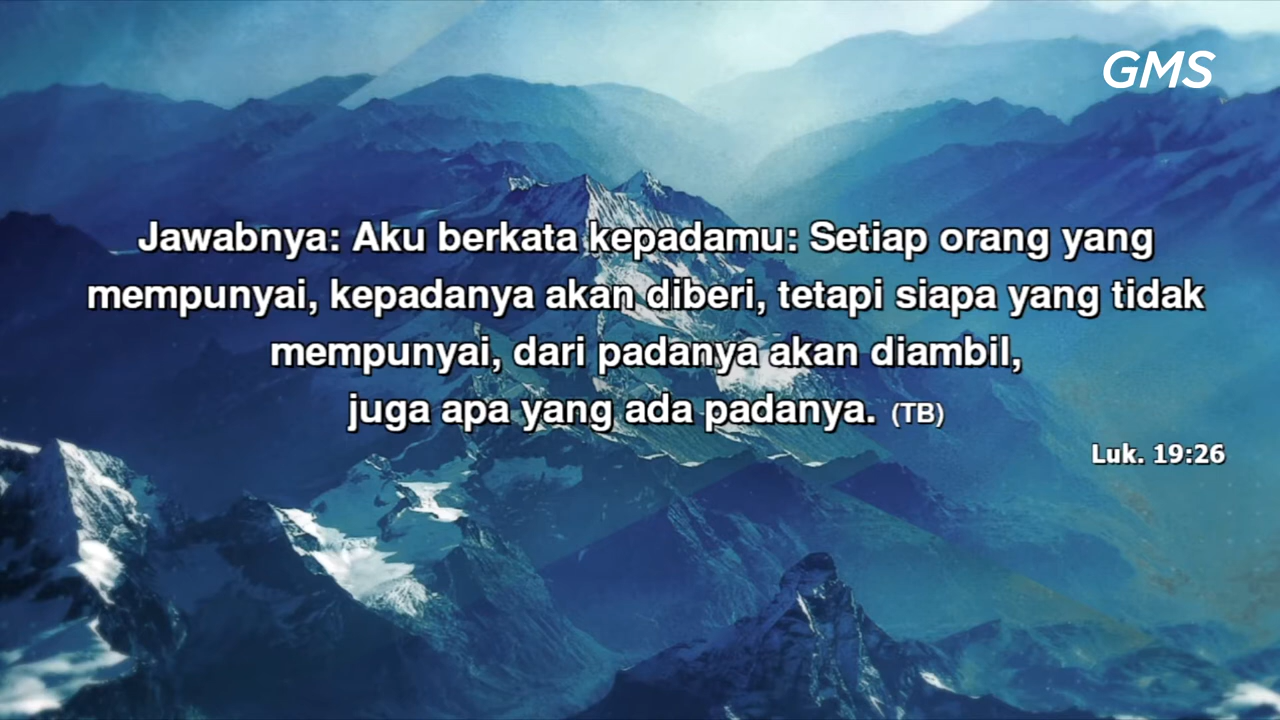 GMS
Jawabnya: Aku berkata kepadamu: Setiap orang yang
mempunyai, kepadanya akan diberi, tetapi siapa yang tidak
mempunyai, dari padanya akan diambil,
juga apa yang ada padanya. (TB)
Luk. 19:26